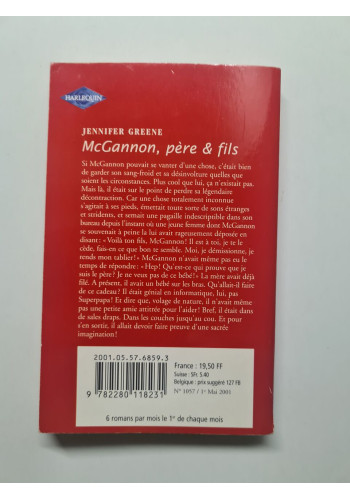 HARLEQUIN
JENNIFER GREENE
McGannon, père & fils
Si McGannon pouvait se vanter d'une chose, c'était bien
de garder son sang-froid et sa désinvolture quelles que
soient les circonstances. Plus cool que lui, ça n'existait pas.
Mais là, il était sur le point de perdre sa légendaire
décontraction. Car une chose totalement inconnue
s'agitait à ses pieds, émettait toute sorte de sons étranges
et stridents, et semait une pagaille indescriptible dans son
bureau depuis l'instant où une jeune femme dont McGannon
se souvenait à peine la lui avait rageusement déposée en
disant : « Voilà ton fils, McGannon! Il est à toi, je te le
cède, fais-en ce que bon te semble. Moi, je démissionne, je
rends mon tablier! » McGannon n'avait même pas eu le
temps de répondre : « Hep! Qu'est-ce qui prouve que je
suis le père? Je ne veux pas de ce bébé! » La mère avait déjà
filé. A présent, il avait un bébé sur les bras. Qu'allait-il faire
de ce cadeau? Il était génial en informatique, lui, pas
Superpapa! Et dire que, volage de nature, il n'avait même
pas une petite amie attitrée pour l'aider! Bref, il était dans
de sales draps. Dans les couches jusqu'au cou. Et pour
s'en sortir, il allait devoir faire preuve d'une sacrée
imagination!
2001.05.57.6859.3
9 782280 118231
France : 19,50 FF
Suisse : SFr. 5.40
Belgique : prix suggéré 127 FB
N° 1097 / 1er Mai 2001
6 romans par mois le 1er de chaque mois